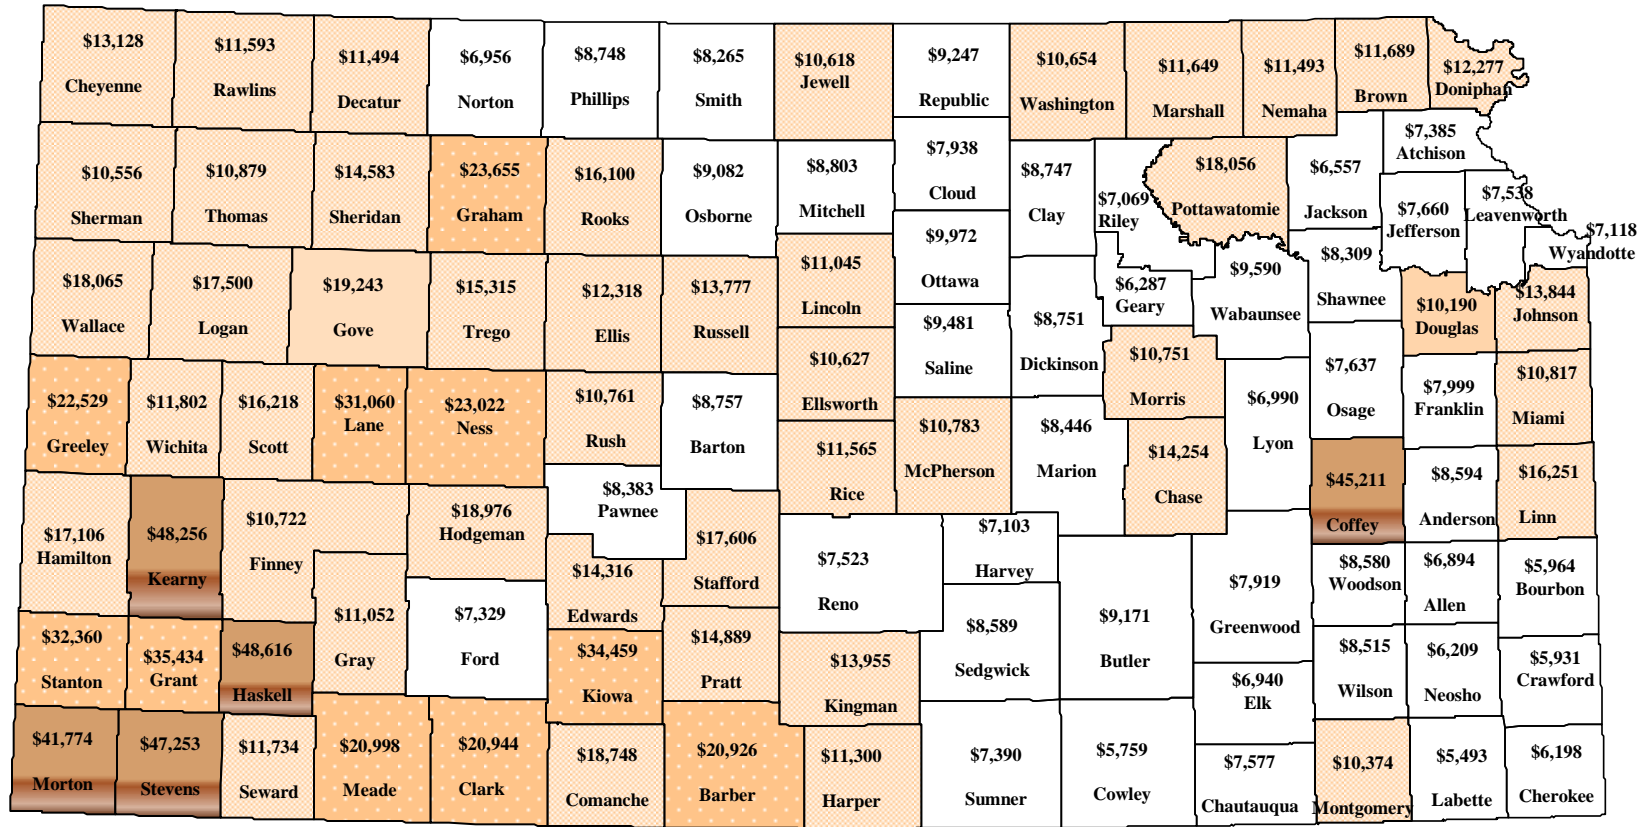 $13,128
Cheyenne
$11,593
Rawlins
$11,494
Decatur
$6,956
Norton
$8,748
Phillips
$8,265
Smith
$10,618
Jewell
$9,247
Republic
$10,654
Washington
$11,649
Marshall
$11,493
Nemaha
$11,689
Brown
$12,277
Doniphan
$10,556
Sherman
$10,879
Thomas
$14,583
Sheridan
$23,655
Graham
$16,100
Rooks
$9,082
Osborne
$8,803
Mitchell
$7,938
Cloud
$8,747
Clay
$7,069
Riley
$18,056
Pottawatomie
$6,557
Jackson
$7,385
Atchison
$7,660
Jefferson
$7,538
Leavenworth
$7,118
Wyandotte
$18,065
Wallace
$17,500
Logan
$19,243
Gove
$15,315
Trego
$12,318
Ellis
$13,777
Russell
$11,045
Lincoln
$9,972
Ottawa
$8,751
Dickinson
$6,287
Geary
$9,590
Wabaunsee
$8,309
Shawnee
$10,190
Douglas
$13,844
Johnson
$22,529
Greeley
$11,802
Wichita
$16,218
Scott
$31,060
Lane
$23,022
Ness
$10,761
Rush
$8,757
Barton
$10,627
Ellsworth
$9,481
Saline
$10,751
Morris
$6,990
Lyon
$7,637
Osage
$7,999
Franklin
$10,817
Miami
$11,565
Rice
$10,783
McPherson
$8,446
Marion
$14,254
Chase
$45,211
Coffey
$8,594
Anderson
$16,251
Linn
$17,106
Hamilton
$48,256
Kearny
$10,722
Finney
$18,976
Hodgeman
$8,383
Pawnee
$17,606
Stafford
$14,316
Edwards
$7,523
Reno
$7,103
Harvey
$9,171
Butler
$7,919
Greenwood
$8,580
Woodson
$6,894
Allen
$5,964
Bourbon
$32,360
Stanton
$35,434
Grant
$48,616
Haskell
$11,052
Gray
$7,329
Ford
$34,459
Kiowa
$14,889
Pratt
$13,955
Kingman
$8,589
Sedgwick
$6,940
Elk
$8,515
Wilson
$6,209
Neosho
$5,931
Crawford
$41,774
Morton
$47,253
Stevens
$11,734
Seward
$20,998
Meade
$20,944
Clark
$18,748
Comanche
$20,926
Barber
$11,300
Harper
$7,390
Sumner
$5,759
Cowley
$7,577
Chautauqua
$10,374
Montgomery
$5,493
Labette
$6,198
Cherokee